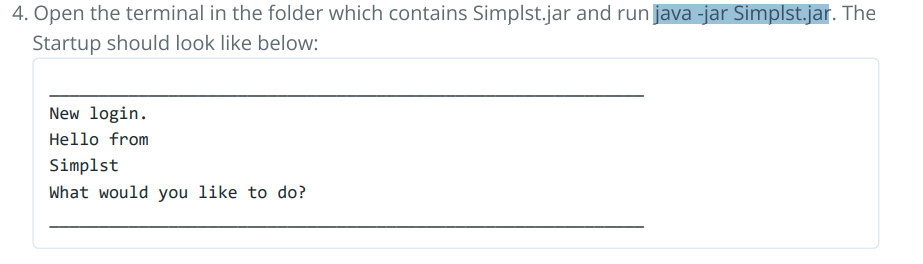 4. Open the terminal in the folder which contains Simplst.jar and run java -jar Simplst.jar. The
Startup should look like below:
New login.
Hello from
Simplst
What would you like to do?